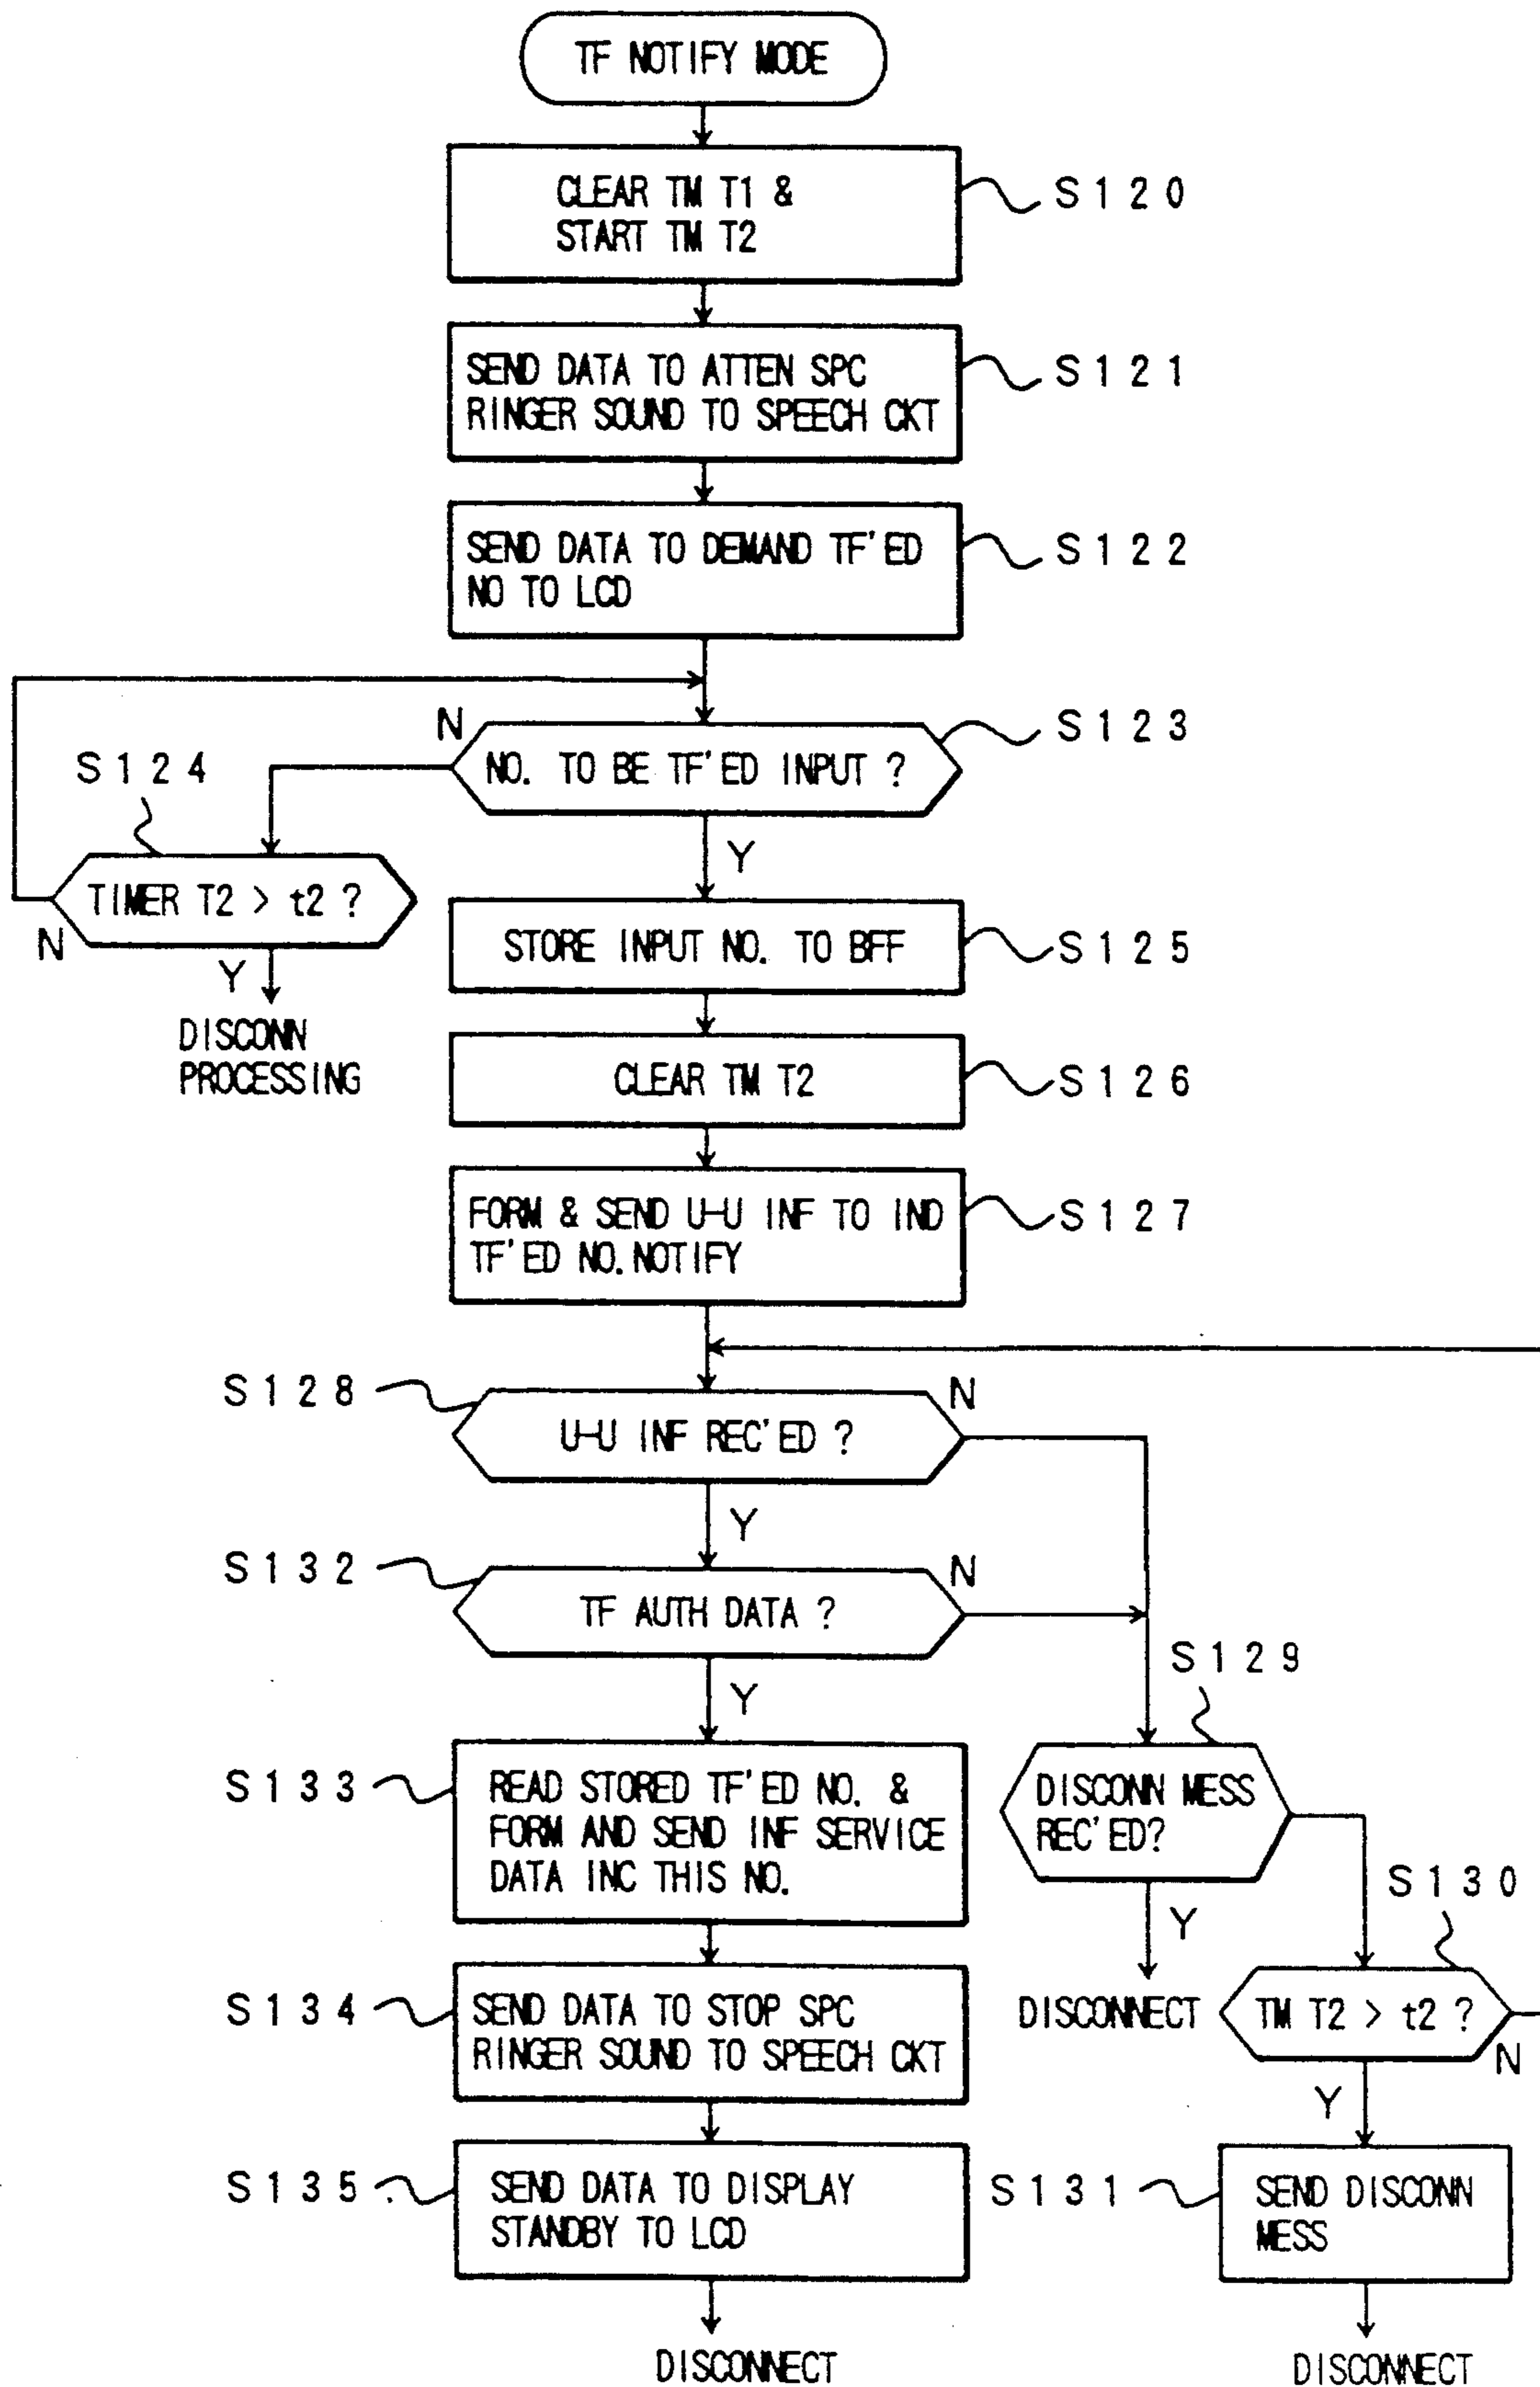 TF NOTIFY MODE
CLEAR TM T1 &
START TM T2
S120
SEND DATA TO ATTEN SPC
RINGER SOUND TO SPEECH CKT
S121
SEND DATA TO DEMAND TF'ED
NO TO LCD
S122
N
NO. TO BE TF'ED INPUT ?
S123
Y
S124
TIMER T2 > t2 ?
N
Y
DISCONN
PROCESSING
STORE INPUT NO. TO BFF
S125
CLEAR TM T2
S126
FORM & SEND U-U INF TO IND
TF'ED NO.NOTIFY
S127
S128
U-U INF REC'ED ?
N
Y
S132
TF AUTH DATA ?
N
Y
S129
DISCONN MESS
REC'ED?
Y
DISCONNECT
S133
READ STORED TF'ED NO. &
FORM AND SEND INF SERVICE
DATA INC THIS NO.
S130
TM T2 > t2 ?
N
Y
S134
SEND DATA TO STOP SPC
RINGER SOUND TO SPEECH CKT
S135
SEND DATA TO DISPLAY
STANDBY TO LCD
S131
SEND DISCONN
MESS
DISCONNECT
DISCONNECT